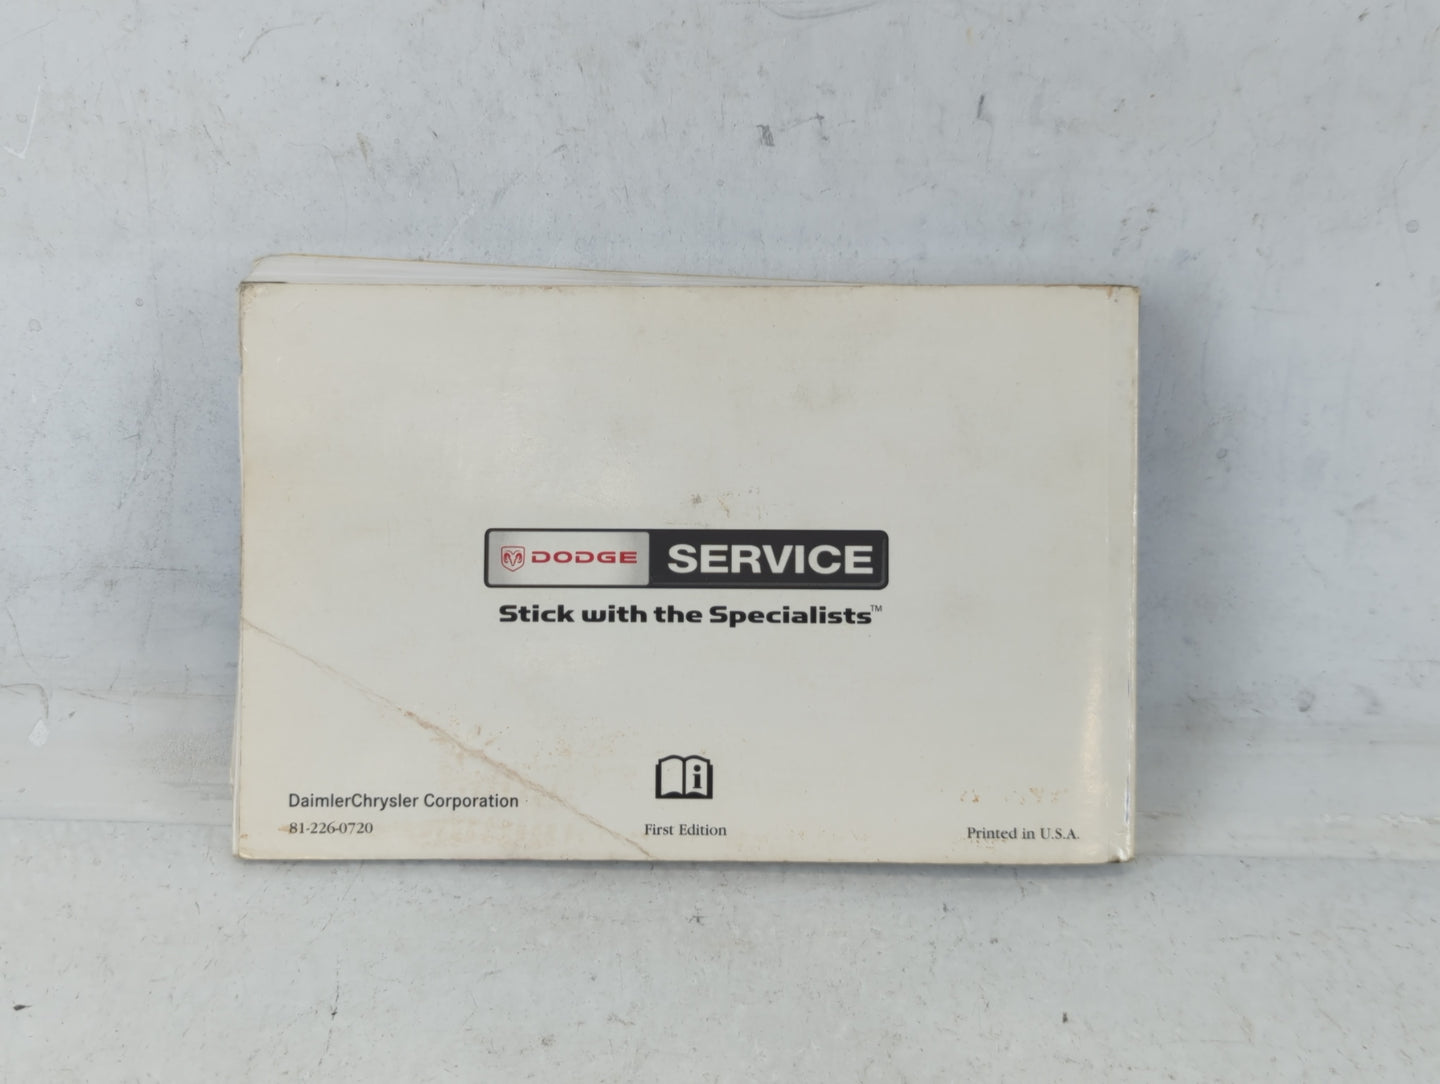 DODGE SERVICE
Stick with the Specialists™
i
DaimlerChrysler Corporation
81-226-0720
First Edition
Printed in U.S.A.